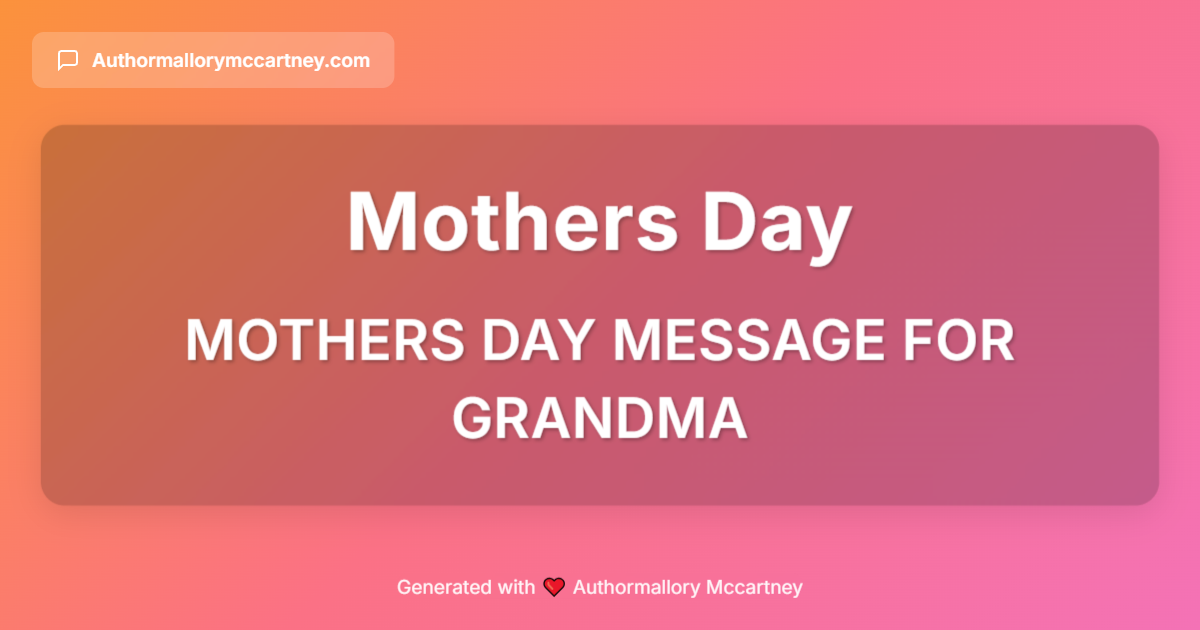 Authormallorymccartney.com
Mothers Day
MOTHERS DAY MESSAGE FOR
GRANDMA
Generated with ❤️ Authormallory Mccartney